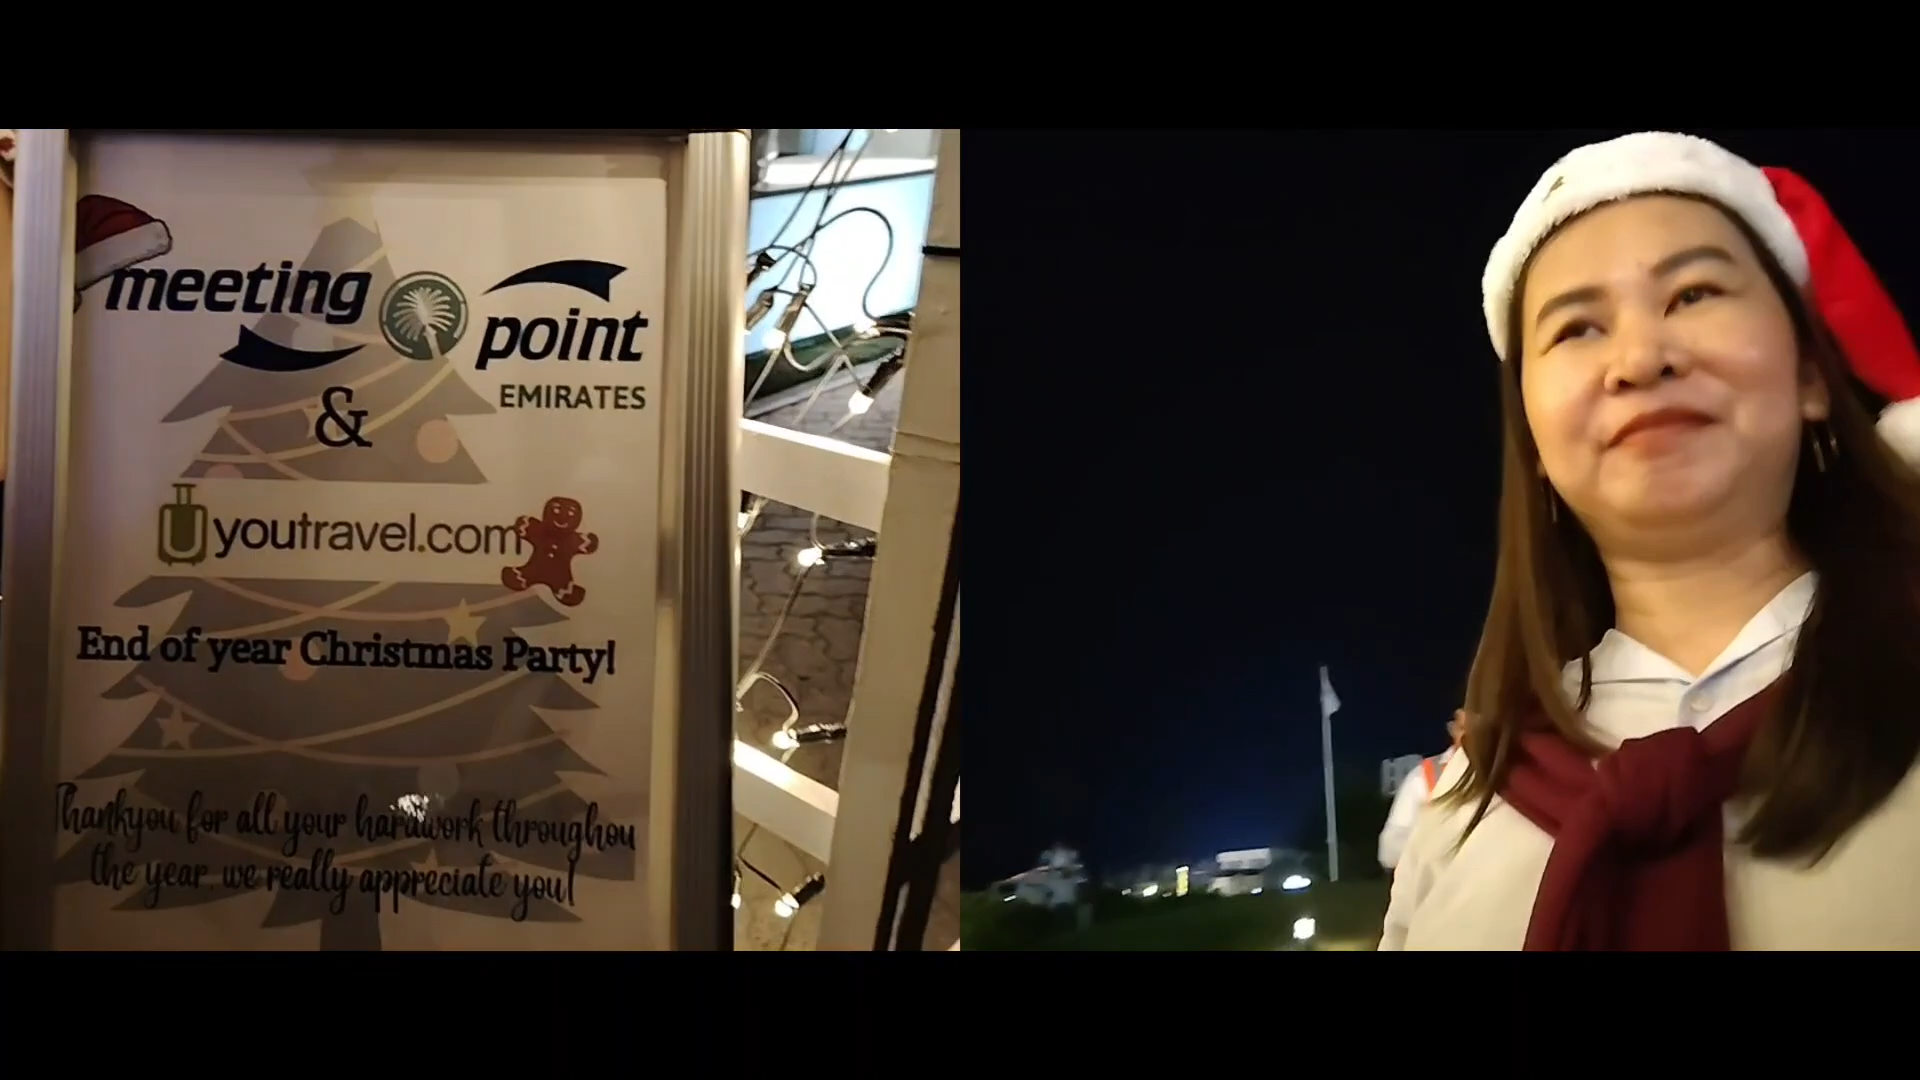 meeting point
EMIRATES
&
youtravel.com
End of year Christmas Party!
Thankyou for all your hardwork throughou
the year. we really appreciate you!